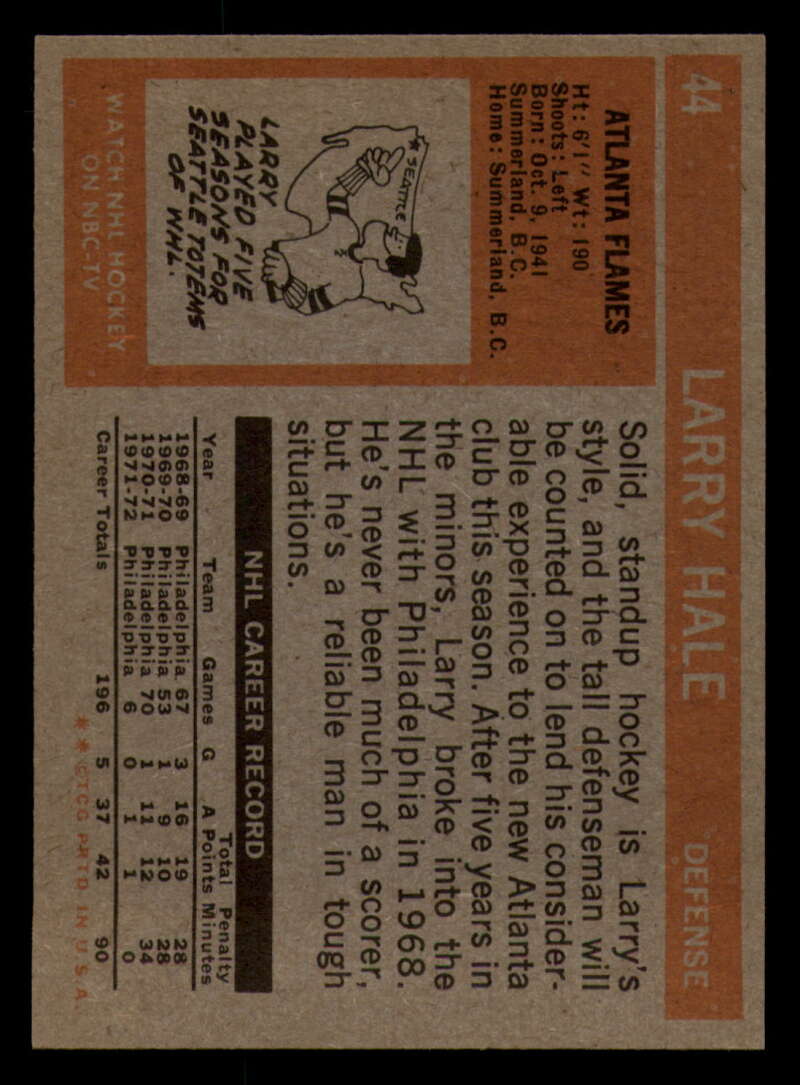 44 LARRY HALE DEFENSE
ATLANTA FLAMES
Ht: 6'1" Wt: 190
Shoots: Left
Born: Oct. 9, 1941
Summerland, B.C.
Home: Summerland, B.C.
SEATTLE
LARRY
PLAYED FIVE
SEASONS FOR
SEATTLE TOTEMS
OF WHL.
WATCH NHL HOCKEY
ON NBC-TV
Solid, standup hockey is Larry's
style, and the tall defenseman will
be counted on to lend his consider-
able experience to the new Atlanta
club this season. After five years in
the minors, Larry broke into the
NHL with Philadelphia in 1968.
He's never been much of a scorer,
but he's a reliable man in tough
situations.
NHL CAREER RECORD
Total Penalty
Year Team Games G A Points Minutes
1968-69 Philadelphia 67 3 16 19 28
1969-70 Philadelphia 53 1 9 10 28
1970-71 Philadelphia 70 1 11 12 34
1971-72 Philadelphia 6 0 1 1 0
Career Totals 196 5 37 42 90
** © T.C.G. PRTD. IN U.S.A.